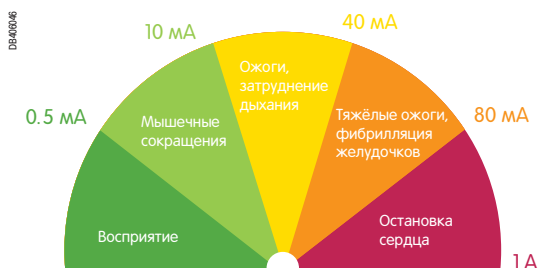 DB406046
10 мА
40 мА
Ожоги,
затруднение
дыхания
0.5 мА
Мышечные
сокращения
Тяжёлые ожоги,
фибрилляция
желудочков
80 мА
Восприятие
Остановка
сердца
1 А